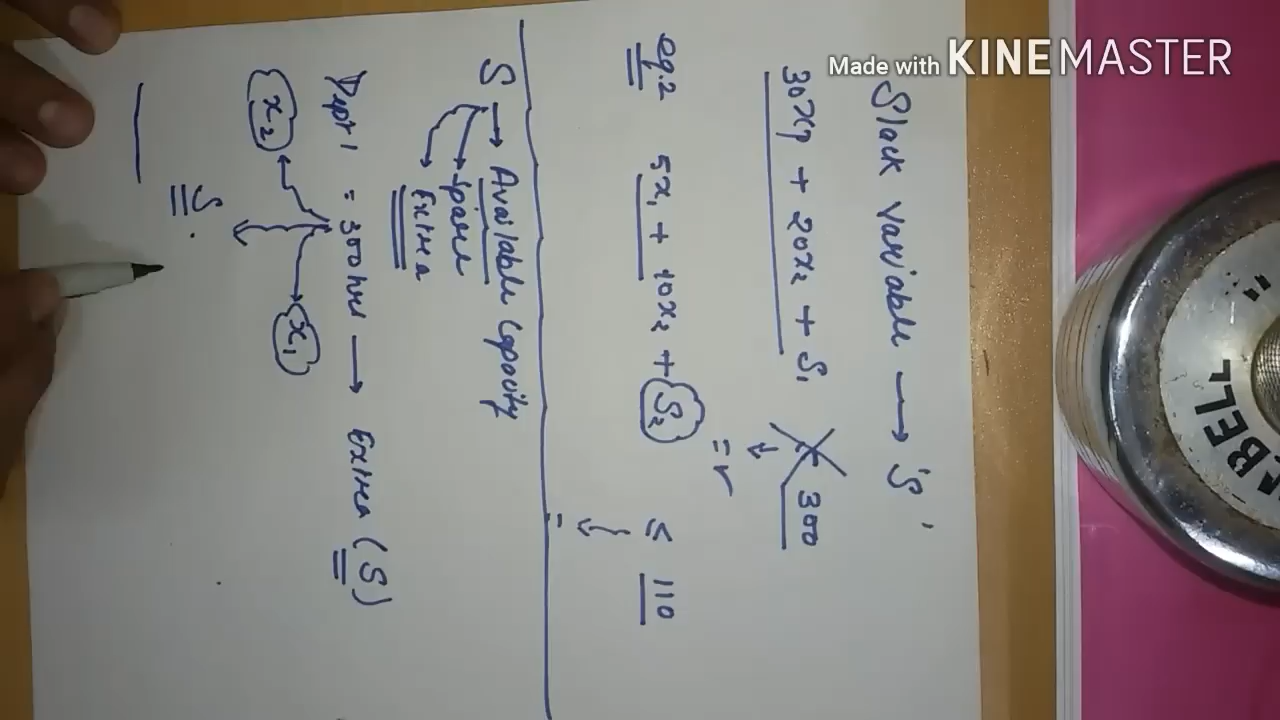 Made with KINEMASTER
Slack variable → 'S'
30x1 + 20x2 + S1 ≤ 300
=
eg.2 5x1 + 10x2 + S2 ≤ 110
=
S → Available Capacity
→ Spare
→ Extra
Dept 1 = 300 hrs → Extra (S)
x2 x1
S.
ABEL